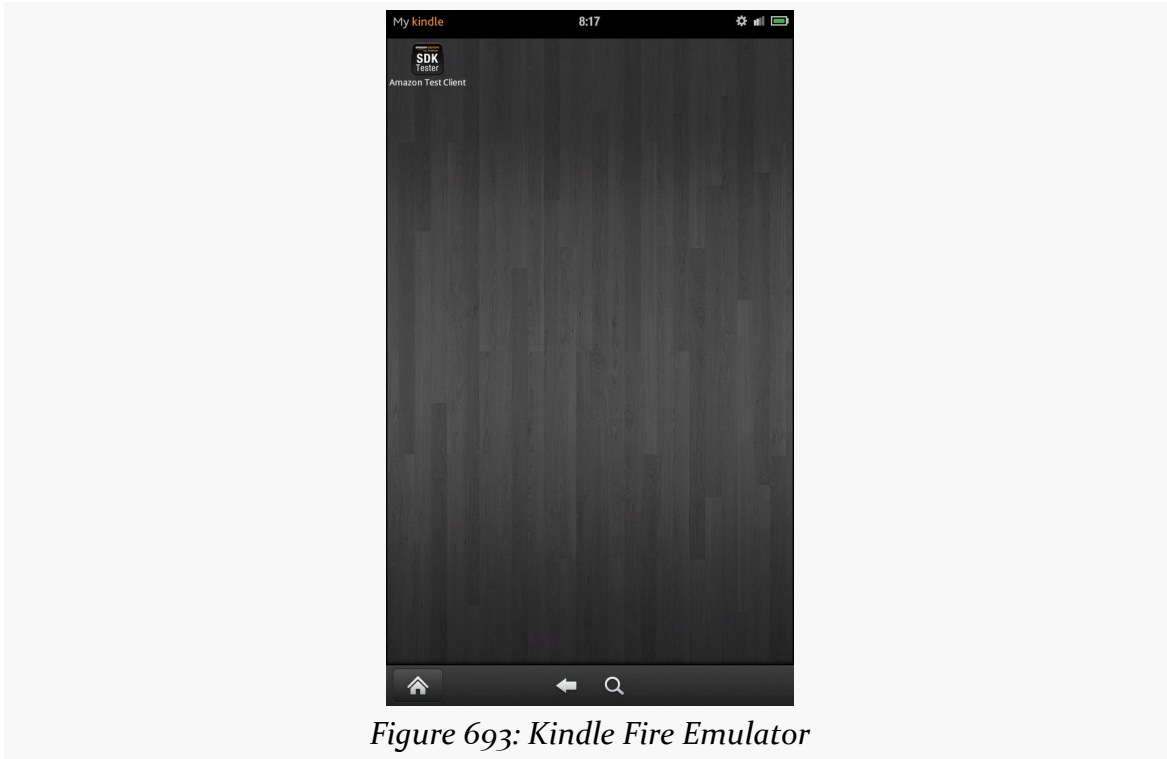 My kindle
8:17
SDK
Tester
Amazon Test Client
Figure 693: Kindle Fire Emulator